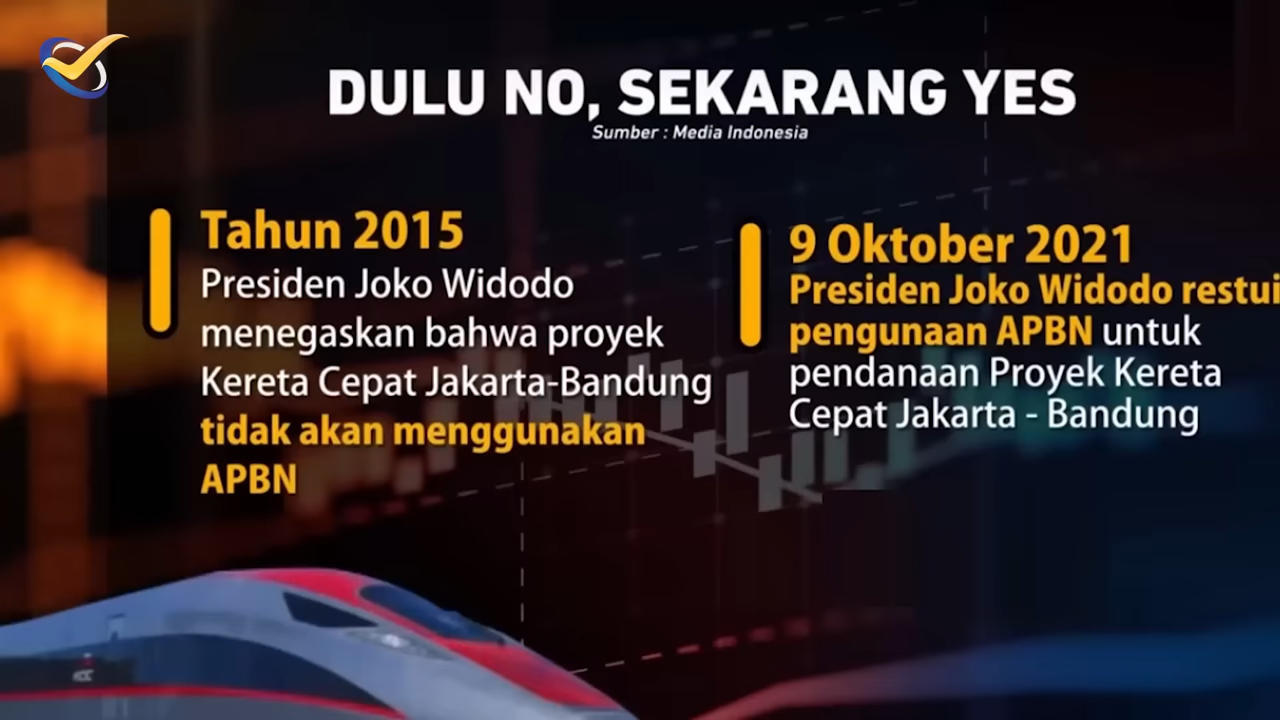 DULU NO, SEKARANG YES
Sumber : Media Indonesia
Tahun 2015
Presiden Joko Widodo
menegaskan bahwa proyek
Kereta Cepat Jakarta-Bandung
tidak akan menggunakan
APBN
9 Oktober 2021
Presiden Joko Widodo restui
pengunaan APBN untuk
pendanaan Proyek Kereta
Cepat Jakarta - Bandung